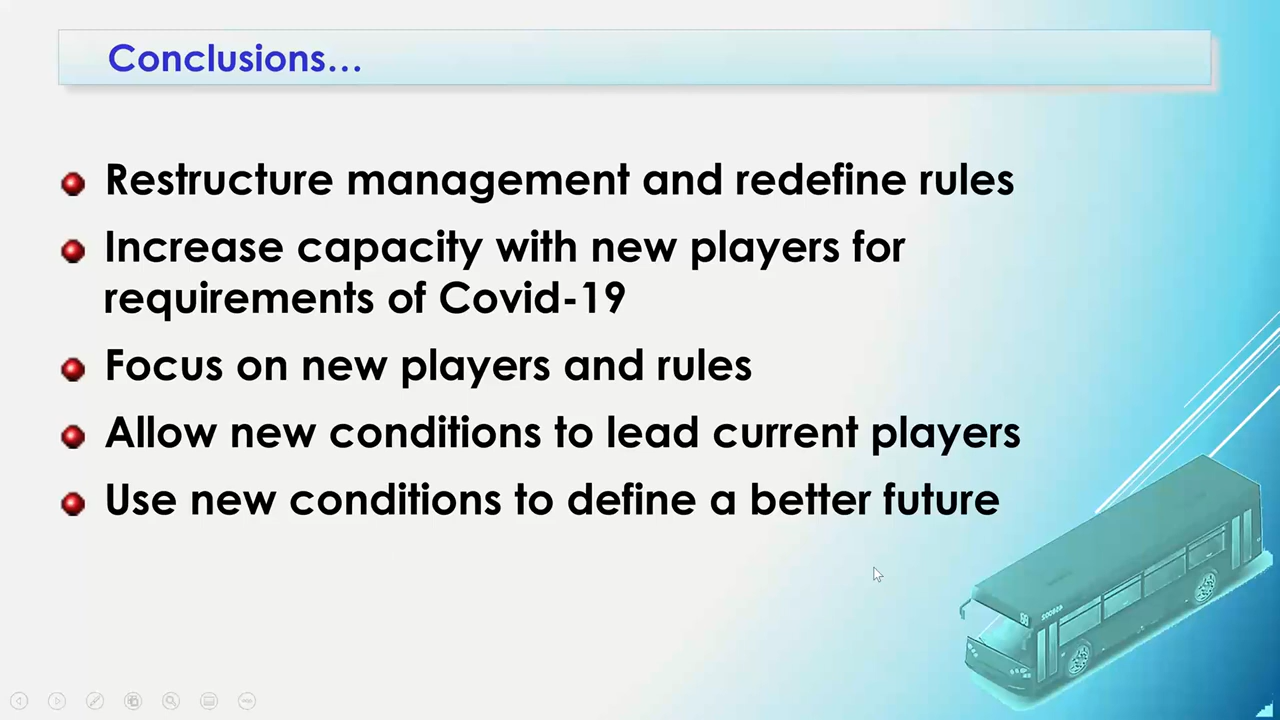 Conclusions...
Restructure management and redefine rules
Increase capacity with new players for
requirements of Covid-19
Focus on new players and rules
Allow new conditions to lead current players
Use new conditions to define a better future